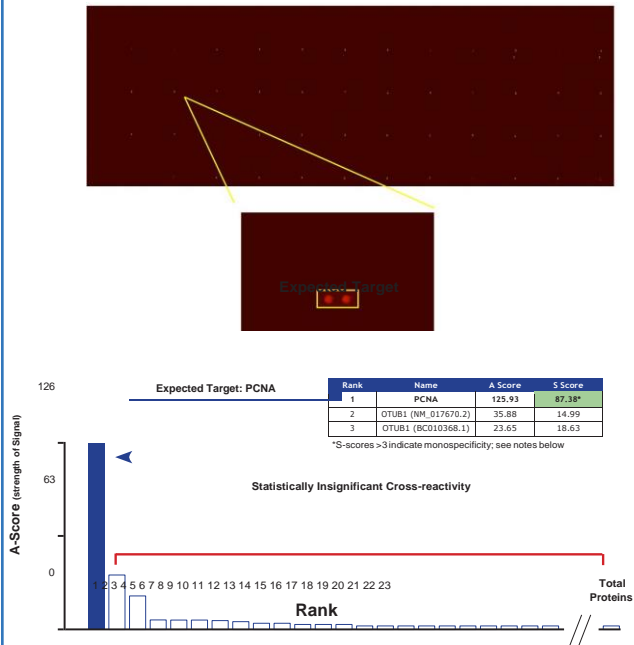 Expected Target
126
Expected Target: PCNA
Rank Name A Score S Score
1 PCNA 125.93 87.38*
2 OTUB1 (NM_017670.2) 35.88 14.99
3 OTUB1 (BC010368.1) 23.65 18.63
*S-scores >3 indicate monospecificity; see notes below
A-Score (strength of Signal)
63
Statistically Insignificant Cross-reactivity
0
1 2 3 4 5 6 7 8 9 10 11 12 13 14 15 16 17 18 19 20 21 22 23
Total
Proteins
Rank